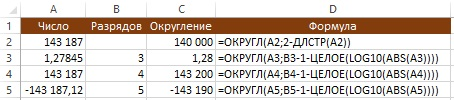 A B C D
1 Число Разрядов Округление Формула
2 143 187 140 000 =ОКРУГЛ(A2;2-ДЛСТР(A2))
3 1,27845 3 1,28 =ОКРУГЛ(A3;B3-1-ЦЕЛОЕ(LOG10(ABS(A3))))
4 143 187 4 143 200 =ОКРУГЛ(A4;B4-1-ЦЕЛОЕ(LOG10(ABS(A4))))
5 -143 187,12 5 -143 190 =ОКРУГЛ(A5;B5-1-ЦЕЛОЕ(LOG10(ABS(A5))))